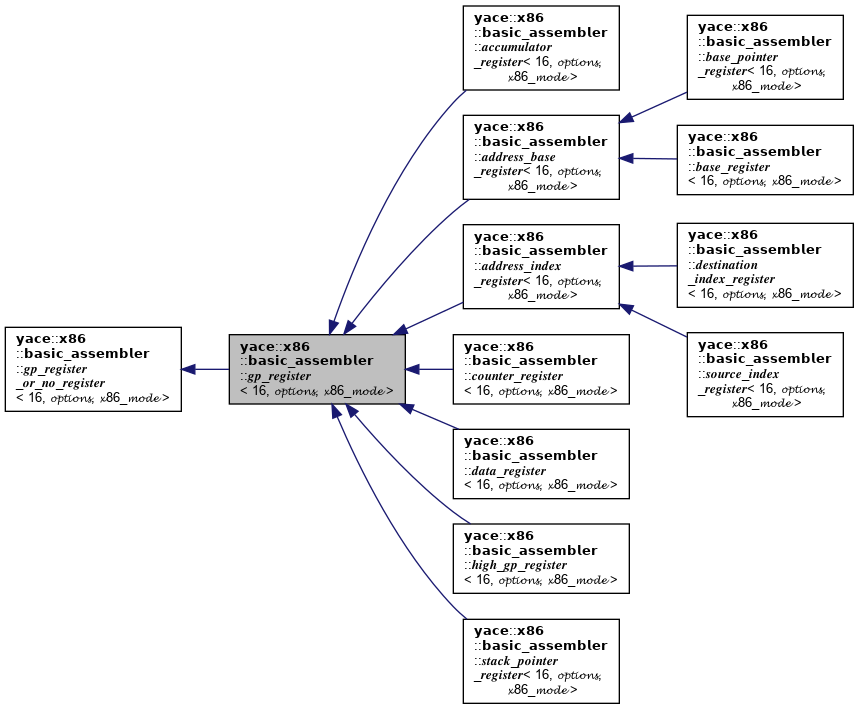 yace::x86
::basic_assembler
::accumulator
_register< 16, options,
x86_mode>
yace::x86
::basic_assembler
::base_pointer
_register< 16, options,
x86_mode>
yace::x86
::basic_assembler
::address_base
_register< 16, options,
x86_mode>
yace::x86
::basic_assembler
::base_register
< 16, options, x86_mode>
yace::x86
::basic_assembler
::address_index
_register< 16, options,
x86_mode>
yace::x86
::basic_assembler
::destination
_index_register
< 16, options, x86_mode>
yace::x86
::basic_assembler
::gp_register
_or_no_register
< 16, options, x86_mode>
yace::x86
::basic_assembler
::gp_register
< 16, options, x86_mode>
yace::x86
::basic_assembler
::counter_register
< 16, options, x86_mode>
yace::x86
::basic_assembler
::source_index
_register< 16, options,
x86_mode>
yace::x86
::basic_assembler
::data_register
< 16, options, x86_mode>
yace::x86
::basic_assembler
::high_gp_register
< 16, options, x86_mode>
yace::x86
::basic_assembler
::stack_pointer
_register< 16, options,
x86_mode>